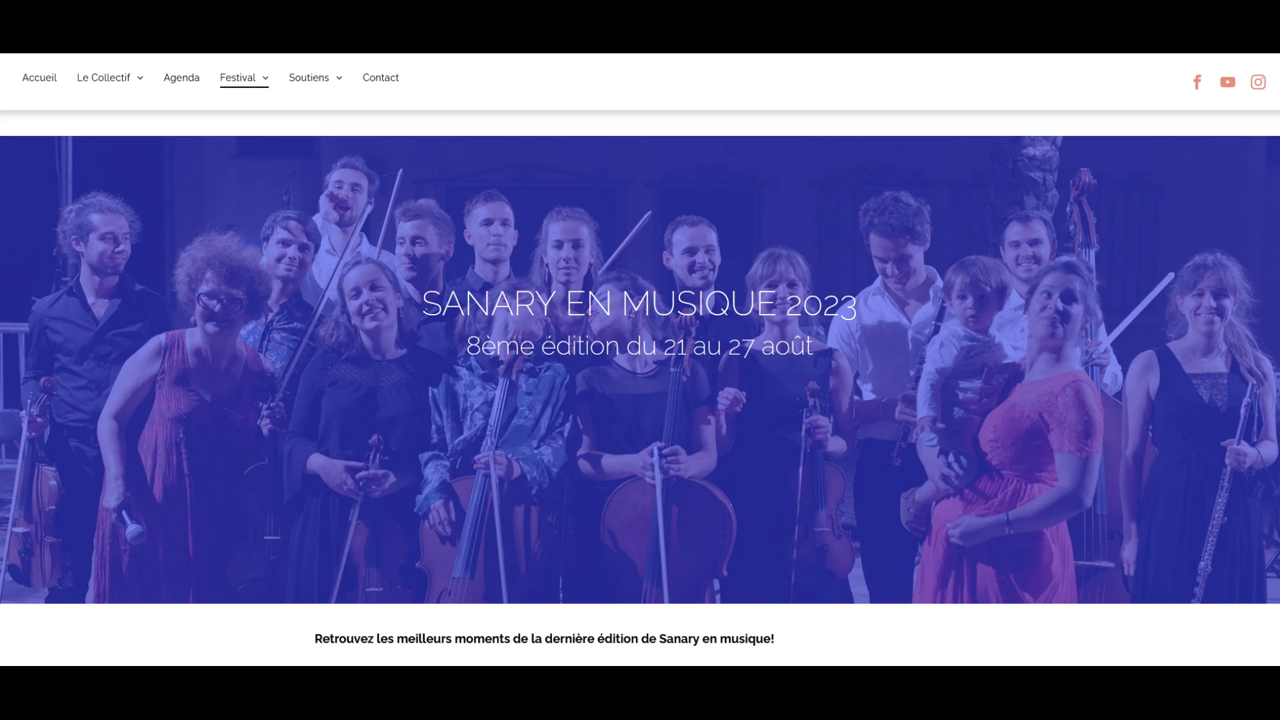 Accueil Le Collectif Agenda Festival Soutiens Contact
SANARY EN MUSIQUE 2023
8ème édition du 21 au 27 août
Retrouvez les meilleurs moments de la dernière édition de Sanary en musique!